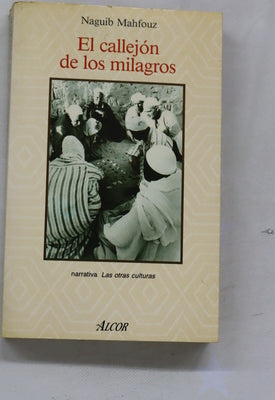 Naguib Mahfouz
El callejón
de los milagros
narrativa Las otras culturas
ALCOR